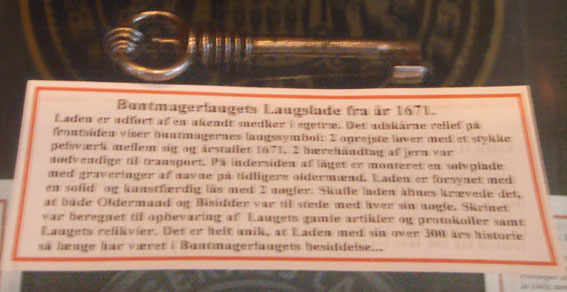 Buntmagerlaugets Laugslade fra år 1671.
Laden er udført af en ukendt snedker i egetræ. Det udskårne relief på
frontsiden viser buntmagernes laugssymbol: 2 oprejste løver med et stykke
pelsværk mellem sig og årstallet 1671. 2 bærehåndtag af jern var
nødvendige til transport. På indersiden af låget er monteret en sølvplade
med graveringer af navne på tidligere oldermænd. Laden er forsynet med
en solid og kunstfærdig lås med 2 nøgler. Skulle laden åbnes krævede det,
at både Oldermand og Bisidder var til stede med hver sin nøgle. Skrinet
var beregnet til opbevaring af Laugets gamle artikler og protokoller samt
Laugets relikvier. Det er helt unik, at Laden med sin over 300 års historie
så længe har været i Buntmagerlaugets besiddelse...